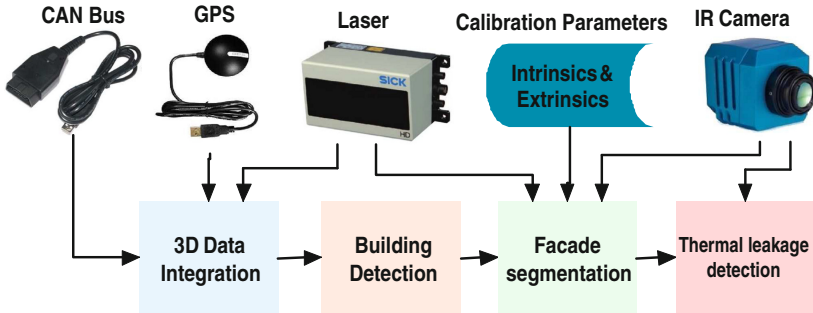 CAN Bus
GPS
Laser
Calibration Parameters
IR Camera
Intrinsics &
Extrinsics
SICK
HD
3D Data
Integration
Building
Detection
Facade
segmentation
Thermal leakage
detection